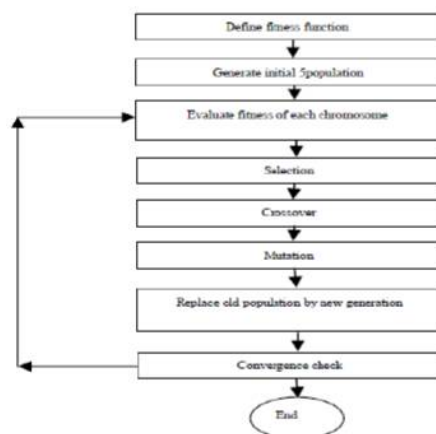 Define fitness function
Generate initial 5population
Evaluate fitness of each chromosome
Selection
Crossover
Mutation
Replace old population by new generation
Convergence check
End